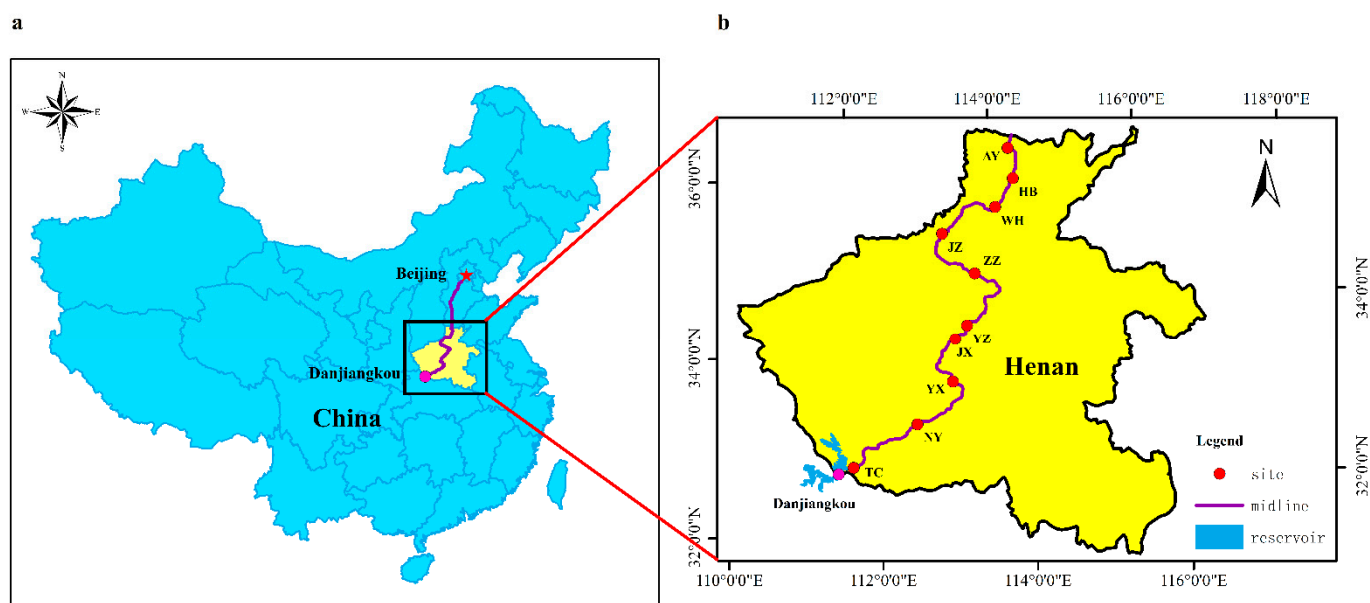 a
N
W
E
S
Beijing
Danjiangkou
China
b
112°0'0"E
114°0'0"E
116°0'0"E
118°0'0"E
36°0'0"N
34°0'0"N
32°0'0"N
34°0'0"N
32°0'0"N
110°0'0"E
112°0'0"E
114°0'0"E
116°0'0"E
N
AY
HB
WH
JZ
ZZ
YZ
JX
YX
NY
TC
Henan
Danjiangkou
Legend
site
midline
reservoir